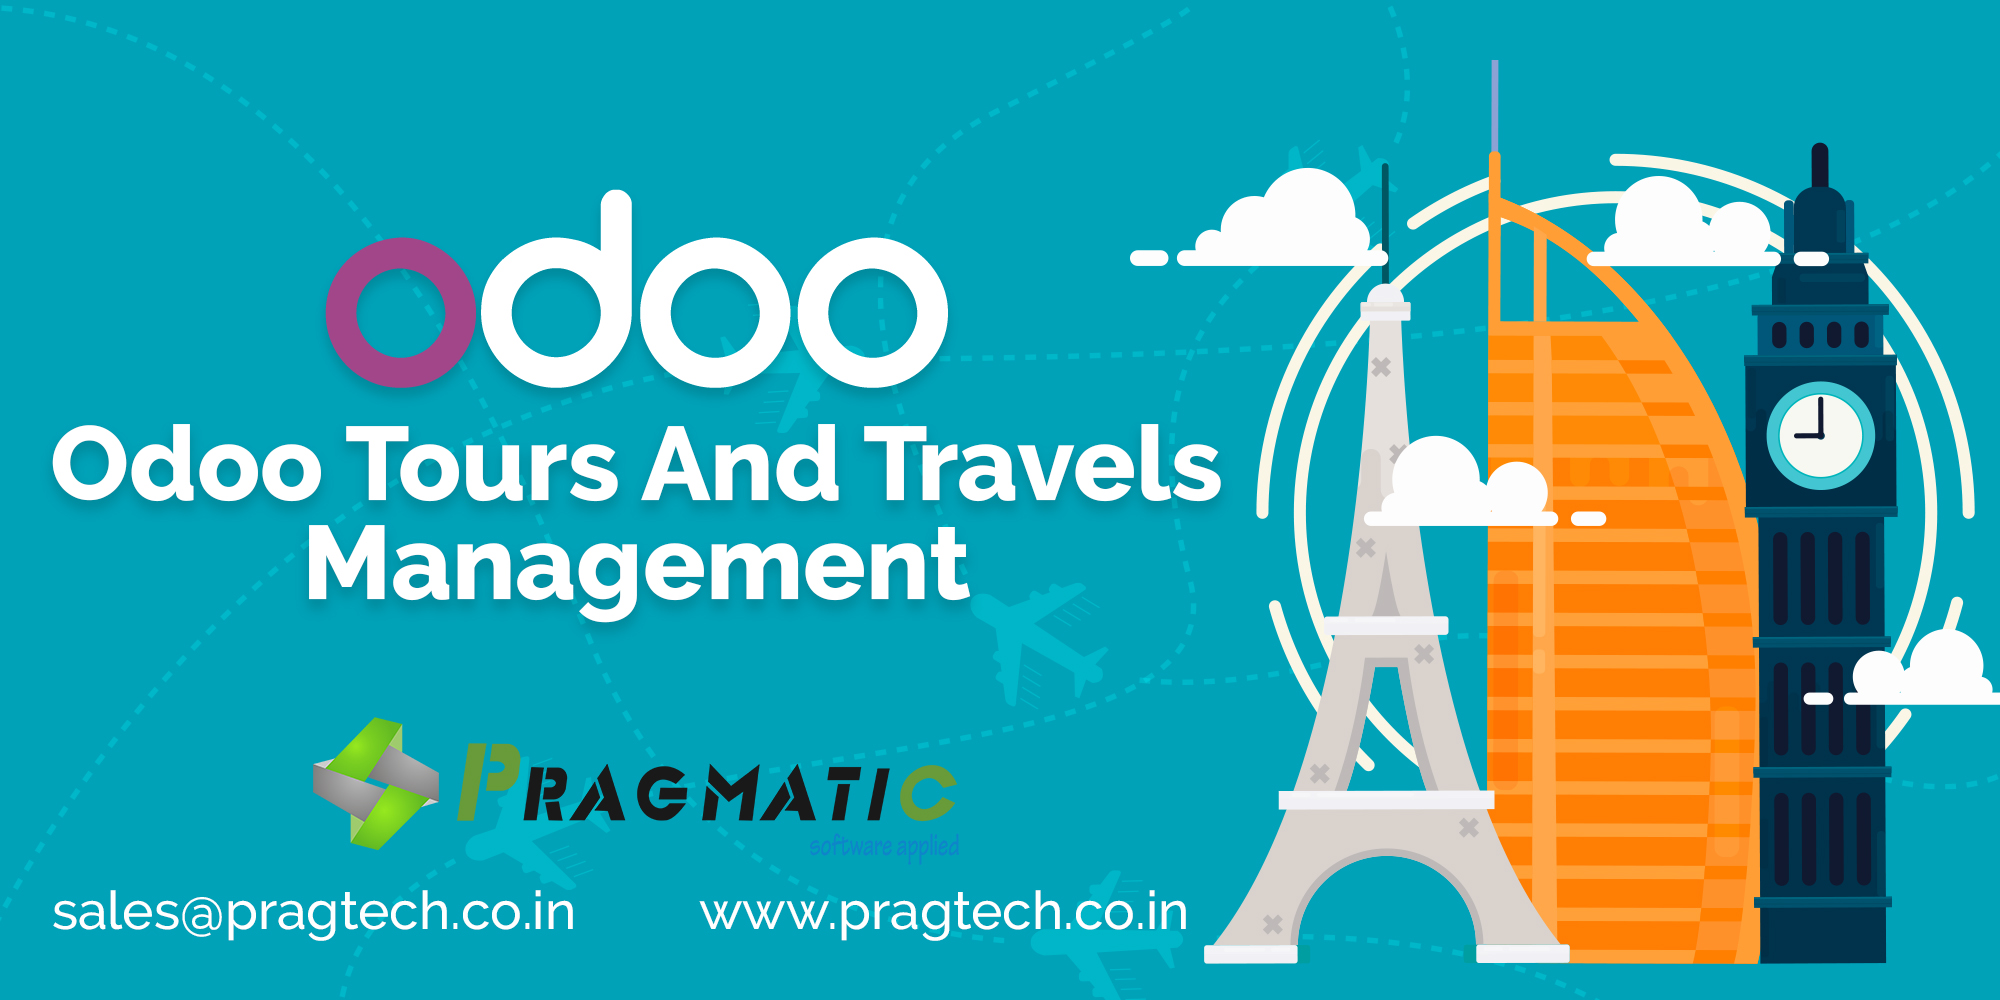 odoo
Odoo Tours And Travels
Management
PRAGMATIC
software applied
sales@pragtech.co.in
www.pragtech.co.in